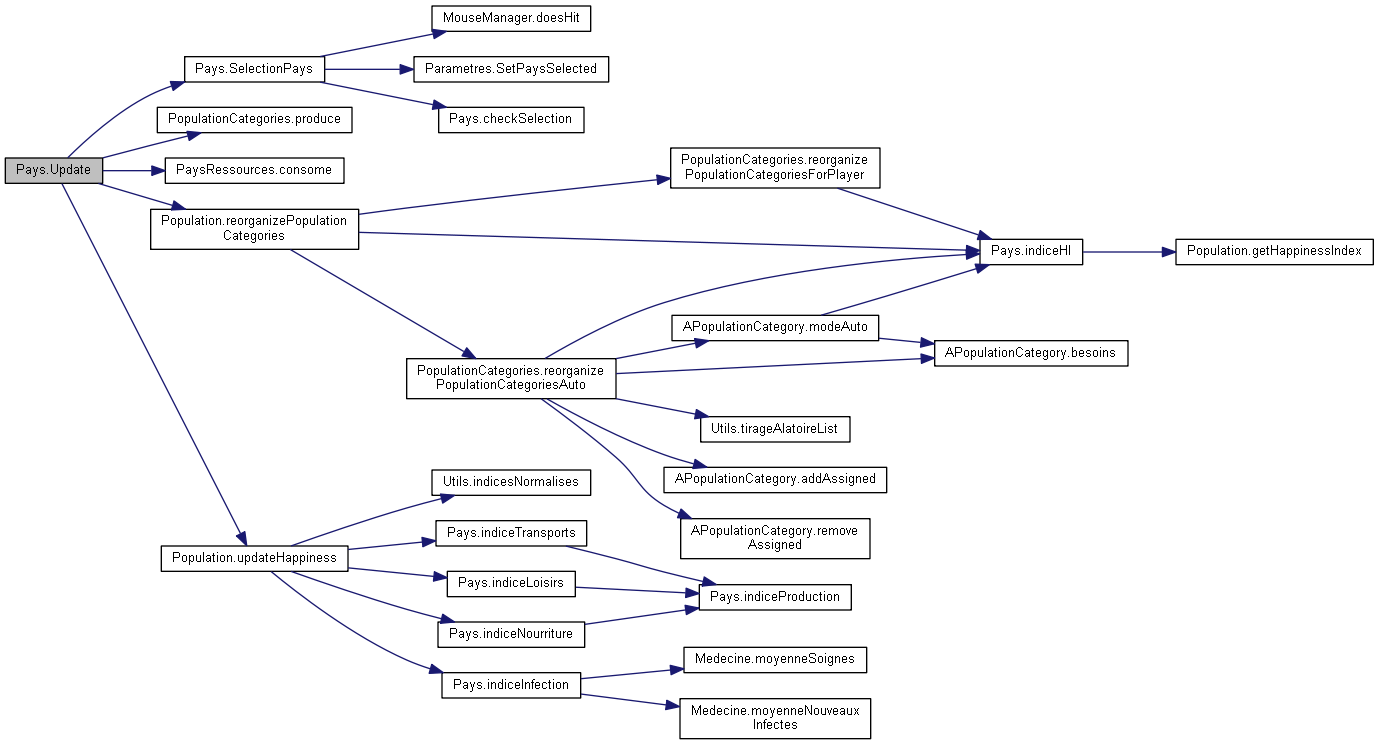 MouseManager.doesHit
Pays.SelectionPays
Parametres.SetPaysSelected
PopulationCategories.produce
Pays.checkSelection
Pays.Update
PaysRessources.consome
PopulationCategories.reorganize
PopulationCategoriesForPlayer
Population.reorganizePopulation
Categories
Pays.indiceHI
Population.getHappinessIndex
APopulationCategory.modeAuto
APopulationCategory.besoins
PopulationCategories.reorganize
PopulationCategoriesAuto
Utils.tirageAlatoireList
APopulationCategory.addAssigned
Utils.indicesNormalises
APopulationCategory.remove
Assigned
Pays.indiceTransports
Population.updateHappiness
Pays.indiceLoisirs
Pays.indiceProduction
Pays.indiceNourriture
Medecine.moyenneSoignes
Pays.indiceInfection
Medecine.moyenneNouveaux
Infectes